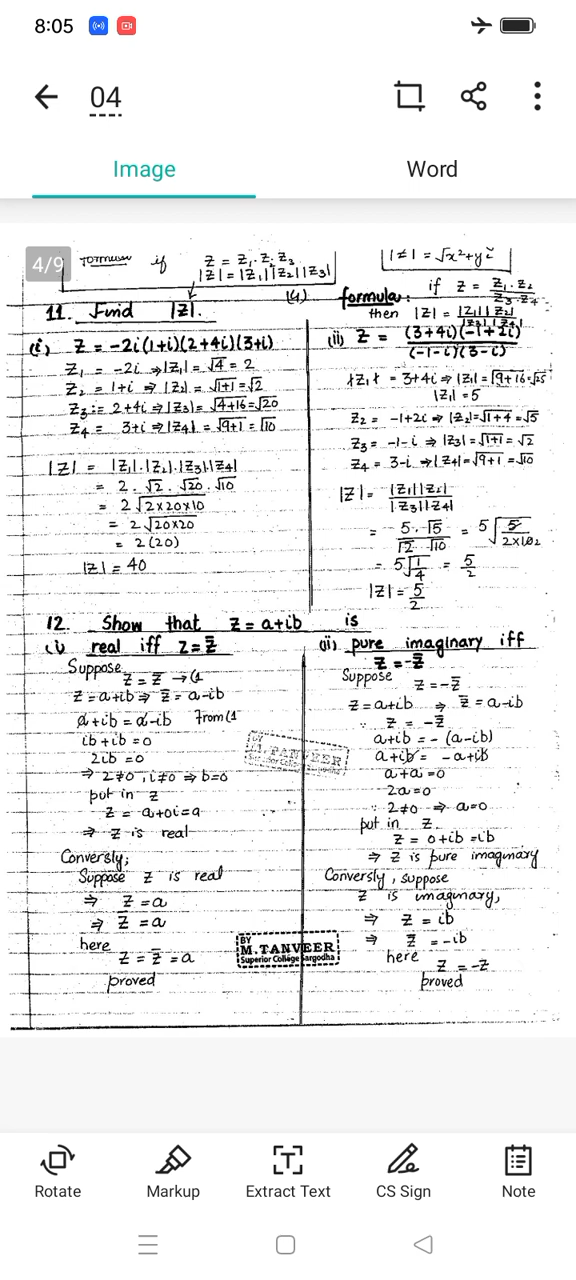 8:05
04
Image Word
4/9
if z = z₁. z₂ z₃
|z| = |z₁||z₂||z₃|
|z| = √x²+y²
(4)
11. Find |z|.
(i) z = -2i(1+i)(2+4i)(3+i)
z₁ = -2i ⇒ |z₁| = √4 = 2
z₂ = 1+i ⇒ |z₂| = √1+1 = √2
z₃ = 2+4i ⇒ |z₃| = √4+16 = √20
z₄ = 3+i ⇒ |z₄| = √9+1 = √10
|z| = |z₁|.|z₂|.|z₃|.|z₄|
= 2. √2. √20. √10
= 2√2×20×10
= 2√20×20
= 2(20)
|z| = 40
formula: if z = z₁. z₂ / z₃. z₄
then |z| = |z₁||z₂| / |z₃||z₄|
(ii) z = (3+4i)(-1+2i) / (-1-i)(3-i)
z₁ = 3+4i ⇒ |z₁| = √9+16 = √25
|z₁| = 5
z₂ = -1+2i ⇒ |z₂| = √1+4 = √5
z₃ = -1-i ⇒ |z₃| = √1+1 = √2
z₄ = 3-i ⇒ |z₄| = √9+1 = √10
|z| = |z₁||z₂| / |z₃||z₄|
= 5. √5 / √2 √10 = 5√5 / 2×10 2
= 5√1/4 = 5/2
|z| = 5/2
12. Show that z = a+ib is
(i) real iff z = z̄
Suppose
z = z̄ → (1
z = a+ib ⇒ z̄ = a-ib
a+ib = a-ib from (1
ib+ib = 0
2ib = 0
⇒ 2≠0, i≠0 ⇒ b=0
put in z
z = a+0i = a
⇒ z is real
Conversly;
Suppose z is real
⇒ z = a
⇒ z̄ = a
here
z = z̄ = a
proved
(ii) pure imaginary iff
z = -z̄
Suppose
z = -z̄
z = a+ib ⇒ z̄ = a-ib
∵ z = -z̄
a+ib = -(a-ib)
a+ib = -a+ib
a+a = 0
2a = 0
∵ 2≠0 ⇒ a=0
put in z.
z = 0+ib = ib
⇒ z is pure imaginary
Conversly, suppose
z is imaginary,
⇒ z = ib
⇒ z̄ = -ib
here
z = -z̄
proved
BY
M. TANVEER
BY
M.TANVEER
Superior College Sargodha
Rotate Markup Extract Text CS Sign Note